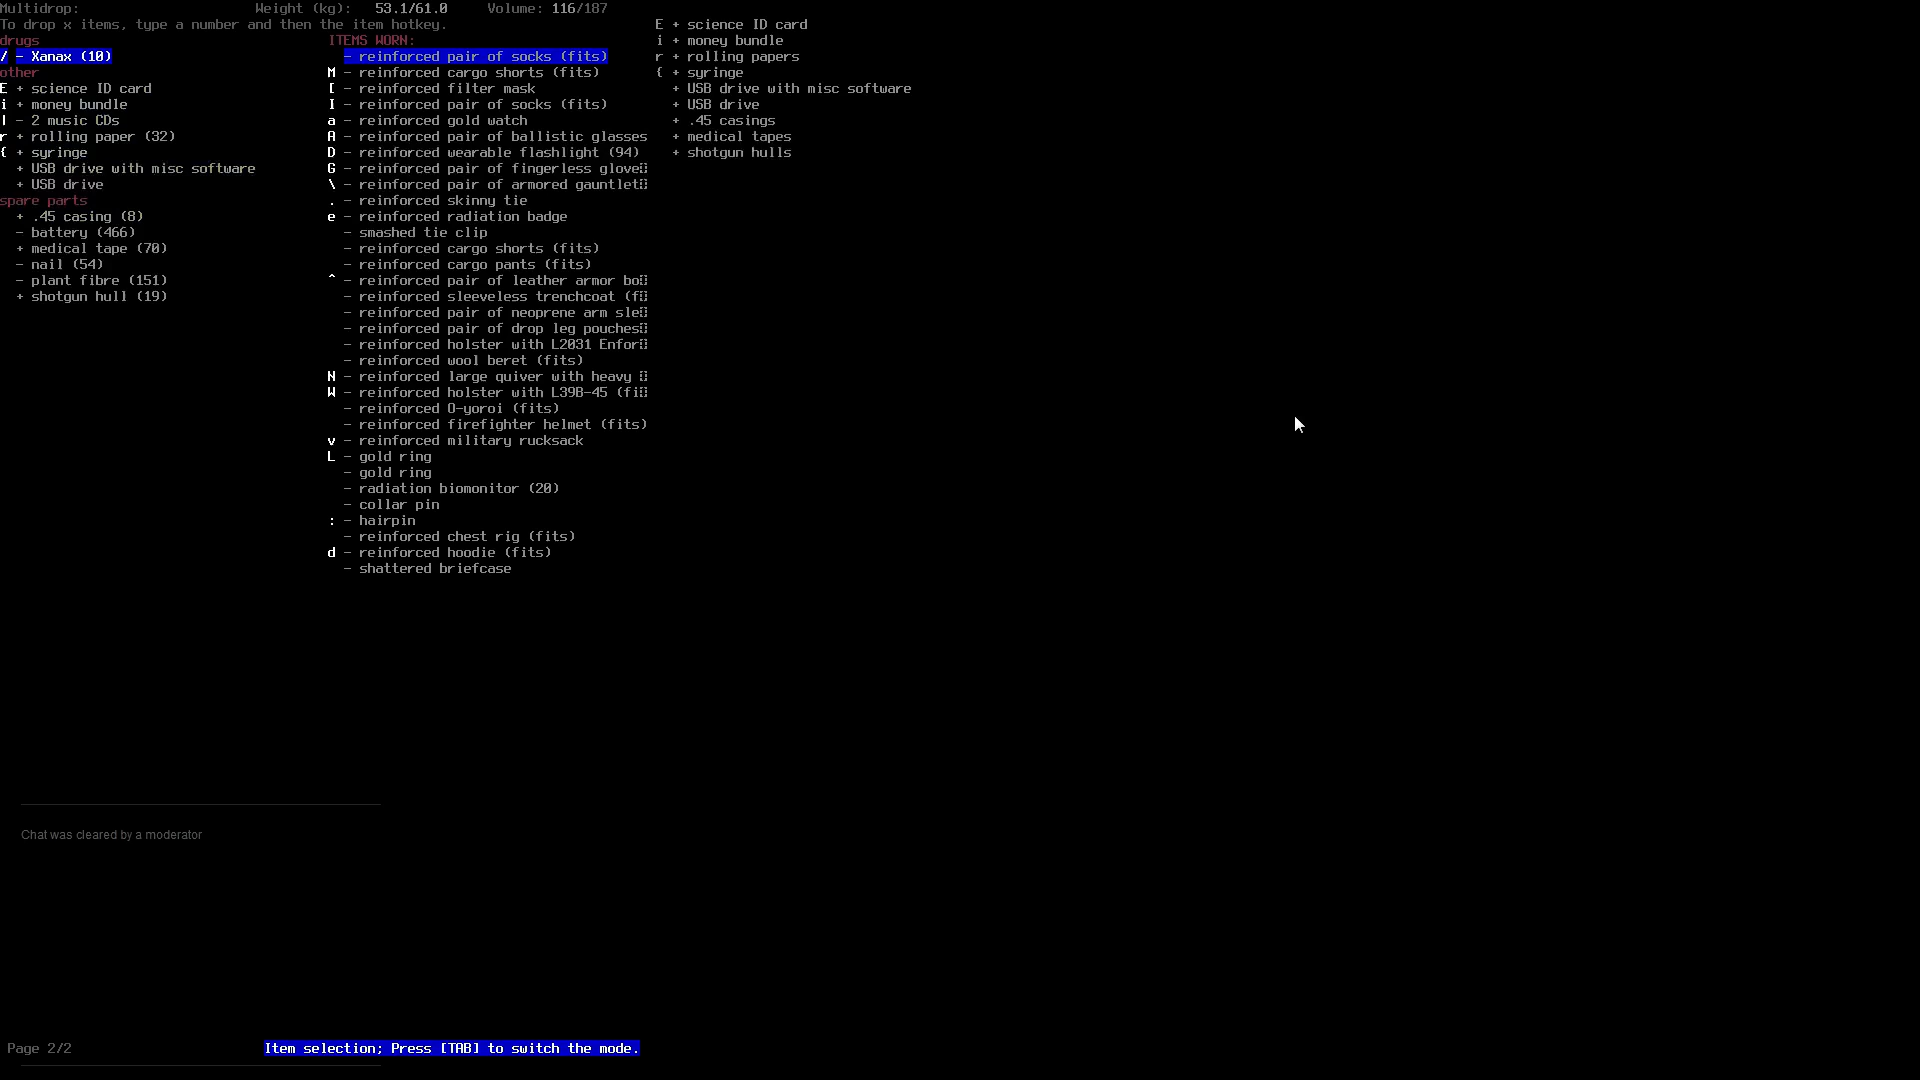 Multidrop: Weight (kg): 53.1/61.0 Volume: 116/187
To drop x items, type a number and then the item hotkey.
drugs
/ - Xanax (10)
other
E + science ID card
i + money bundle
l - 2 music CDs
r + rolling paper (32)
{ + syringe
+ USB drive with misc software
+ USB drive
spare parts
+ .45 casing (8)
- battery (466)
+ medical tape (70)
- nail (54)
- plant fibre (151)
+ shotgun hull (19)
ITEMS WORN:
- reinforced pair of socks (fits)
M - reinforced cargo shorts (fits)
[ - reinforced filter mask
I - reinforced pair of socks (fits)
a - reinforced gold watch
A - reinforced pair of ballistic glasses
D - reinforced wearable flashlight (94)
G - reinforced pair of fingerless glove
\ - reinforced pair of armored gauntlet
. - reinforced skinny tie
e - reinforced radiation badge
- smashed tie clip
- reinforced cargo shorts (fits)
- reinforced cargo pants (fits)
^ - reinforced pair of leather armor bo
- reinforced sleeveless trenchcoat (f
- reinforced pair of neoprene arm sle
- reinforced pair of drop leg pouches
- reinforced holster with L2031 Enfor
- reinforced wool beret (fits)
N - reinforced large quiver with heavy
W - reinforced holster with L39B-45 (fi
- reinforced O-yoroi (fits)
- reinforced firefighter helmet (fits)
v - reinforced military rucksack
L - gold ring
- gold ring
- radiation biomonitor (20)
- collar pin
: - hairpin
- reinforced chest rig (fits)
d - reinforced hoodie (fits)
- shattered briefcase
E + science ID card
i + money bundle
r + rolling papers
{ + syringe
+ USB drive with misc software
+ USB drive
+ .45 casings
+ medical tapes
+ shotgun hulls
Chat was cleared by a moderator
Page 2/2
Item selection; Press [TAB] to switch the mode.